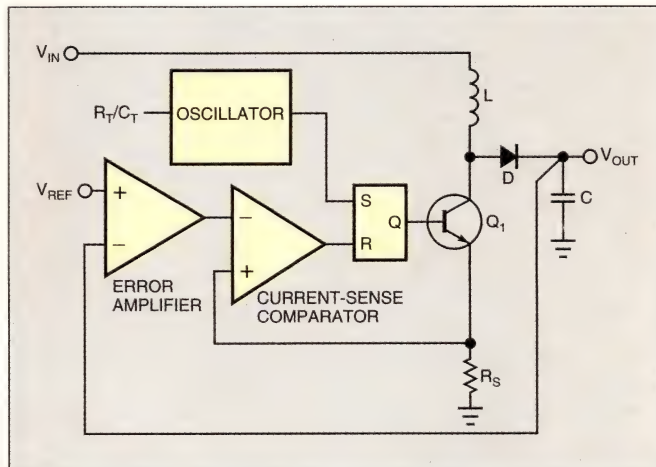 V_IN
L
R_T/C_T
OSCILLATOR
D
V_OUT
V_REF
+
−
−
+
S
R
Q
Q_1
C
ERROR
AMPLIFIER
CURRENT-SENSE
COMPARATOR
R_S